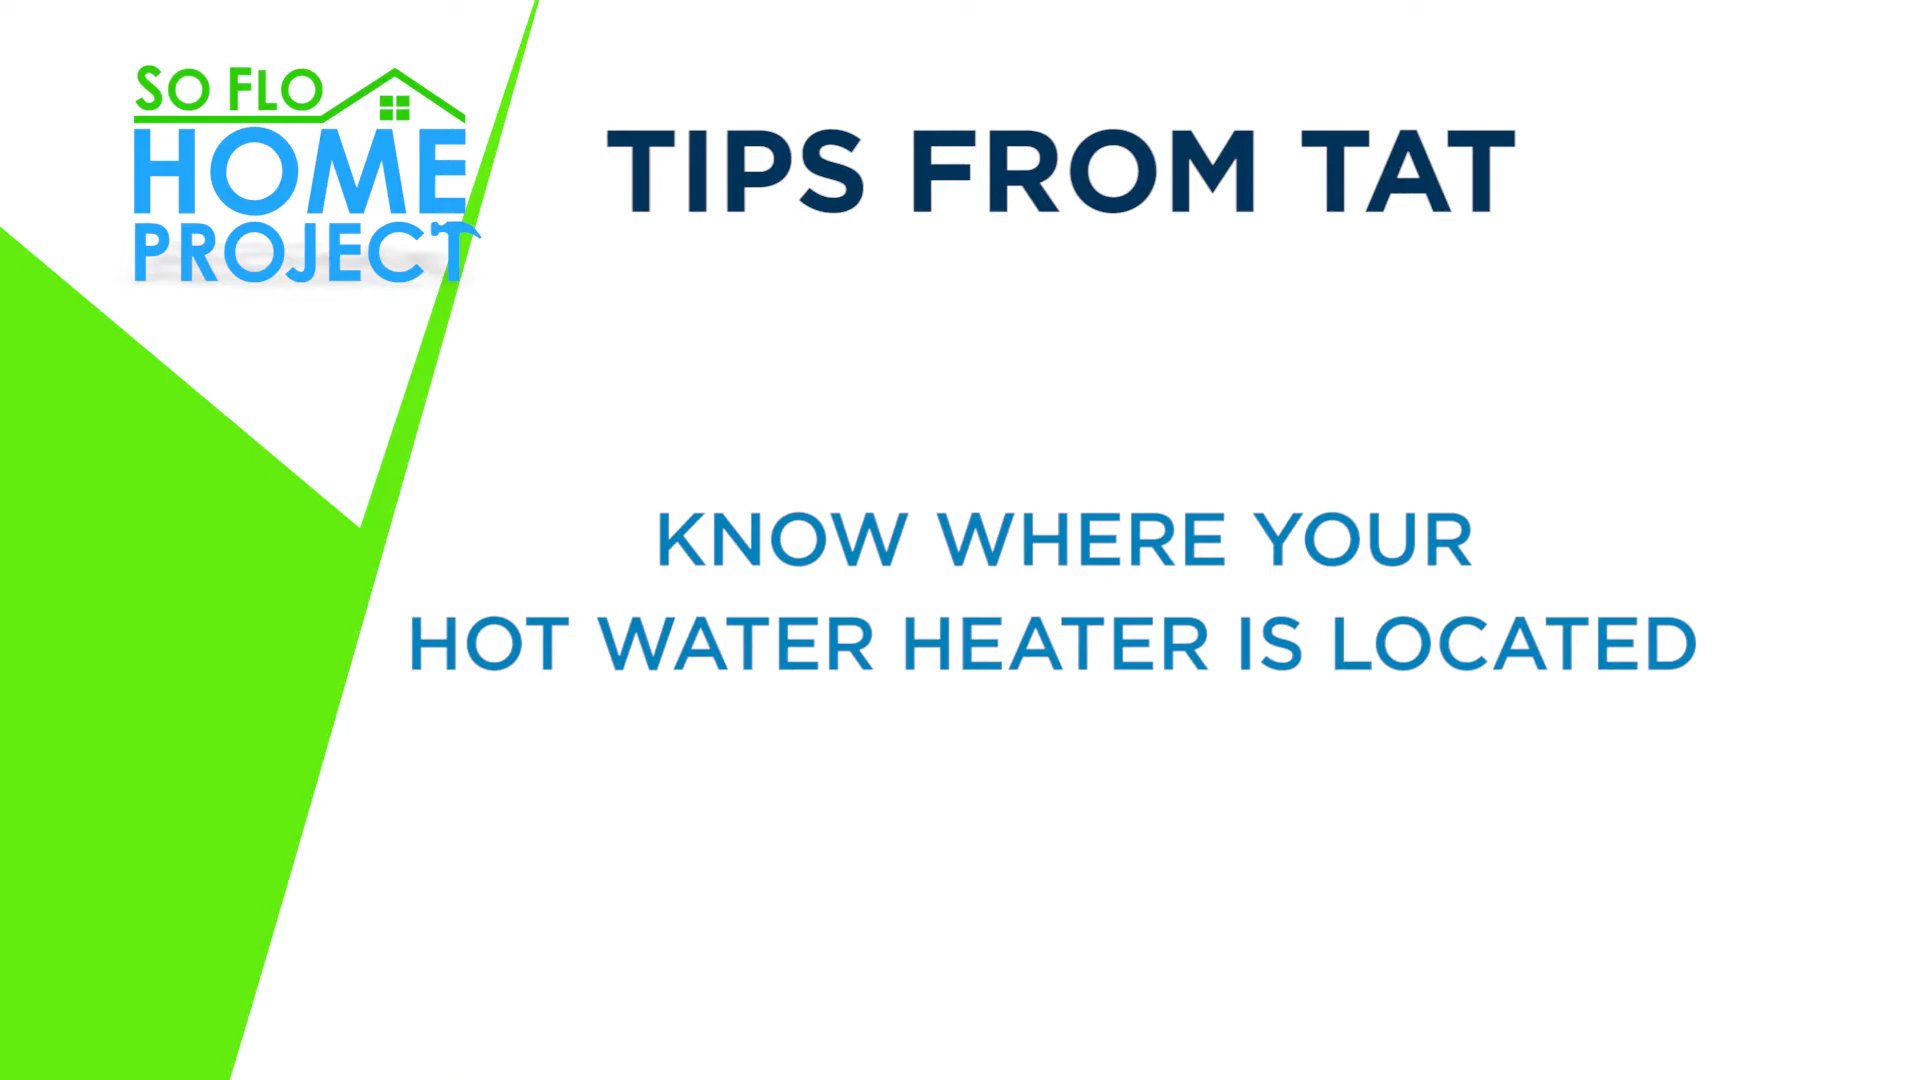 SO FLO
HOME
PROJECT
TIPS FROM TAT
KNOW WHERE YOUR
HOT WATER HEATER IS LOCATED